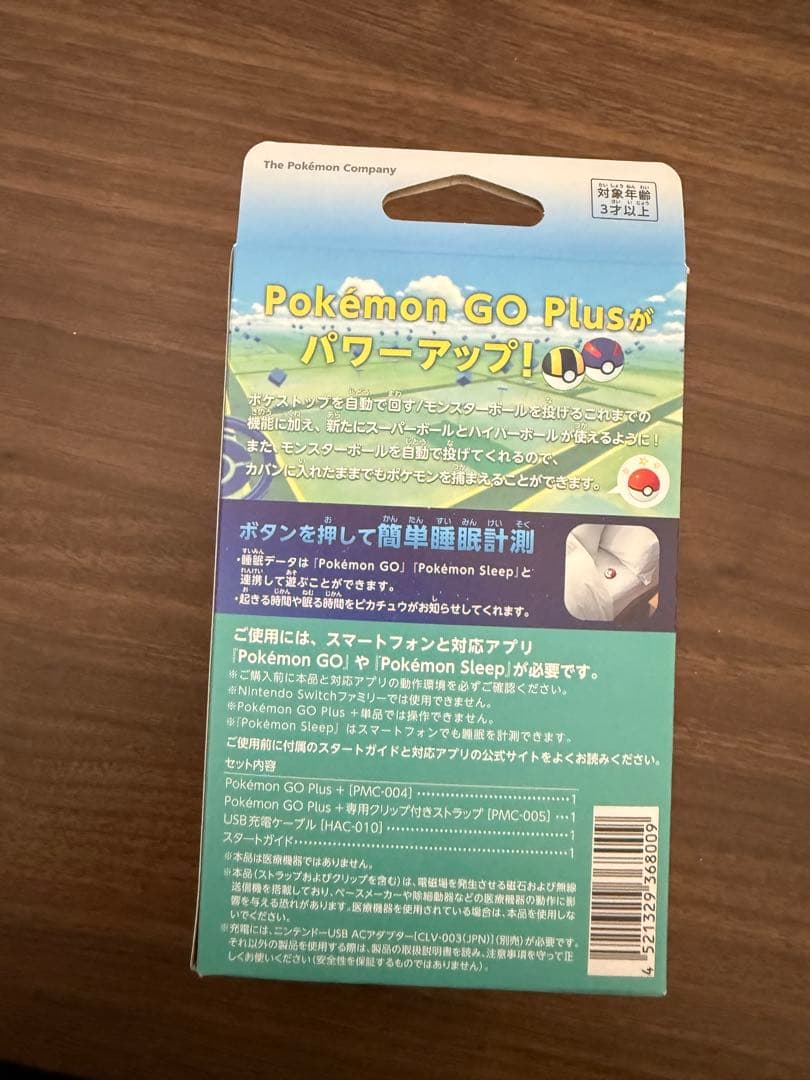 The Pokémon Company
対象年齢
3才以上
Pokémon GO Plusが
パワーアップ!
ポケストップを自動で回す/モンスターボールを投げるこれまでの
機能に加え、新たにスーパーボールとハイパーボールが使えるように!
また、モンスターボールを自動で投げてくれるので、
カバンに入れたままでもポケモンを捕まえることができます。
ボタンを押して簡単睡眠計測
・睡眠データは『Pokémon GO』『Pokémon Sleep』と
連携して遊ぶことができます。
・起きる時間や眠る時間をピカチュウがお知らせしてくれます。
ご使用には、スマートフォンと対応アプリ
『Pokémon GO』や『Pokémon Sleep』が必要です。
※ご購入前に本品と対応アプリの動作環境を必ずご確認ください。
※Nintendo Switchファミリーでは使用できません。
※Pokémon GO Plus +単品では操作できません。
※『Pokémon Sleep』はスマートフォンでも睡眠を計測できます。
ご使用前に付属のスタートガイドと対応アプリの公式サイトをよくお読みください。
セット内容
Pokémon GO Plus + [PMC-004] ……………………………1
Pokémon GO Plus +専用クリップ付きストラップ [PMC-005] …1
USB充電ケーブル [HAC-010]…………………………………1
スタートガイド……………………………………………………1
※本品は医療機器ではありません。
※本品(ストラップおよびクリップを含む)は、電磁場を発生させる磁石および無線
送信機を搭載しており、ペースメーカーや除細動器などの医療機器の動作に影
響を与える恐れがあります。医療機器を使用されている場合は、本品を使用しな
いでください。
※充電には、ニンテンドーUSB ACアダプター[CLV-003(JPN)](別売)が必要です。
それ以外の製品を使用する際は、製品の取扱説明書を読み、注意事項を守って正
しくお使いください(安全性を保証するものではありません)。
4 521329 368009